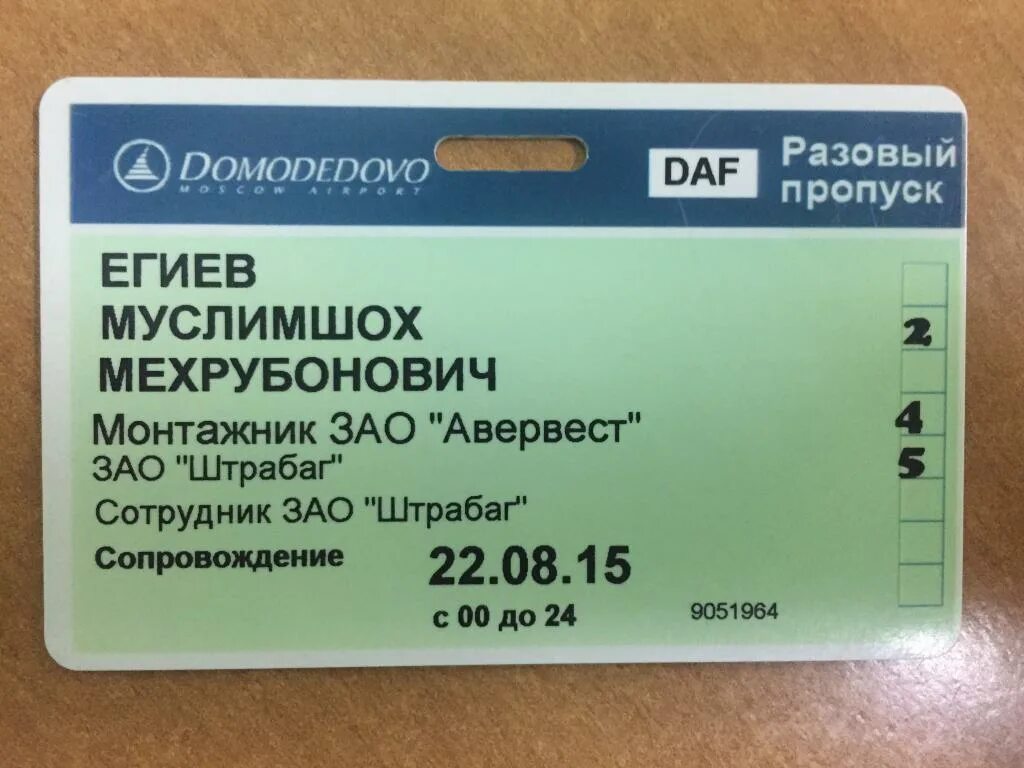 DOMODEDOVO
MOSCOW AIRPORT
DAF
Разовый
пропуск
ЕГИЕВ
МУСЛИМШОХ
МЕХРУБОНОВИЧ
Монтажник ЗАО "Авервест"
ЗАО "Штрабаг"
Сотрудник ЗАО "Штрабаг"
Сопровождение
22.08.15
с 00 до 24
9051964
2
4
5